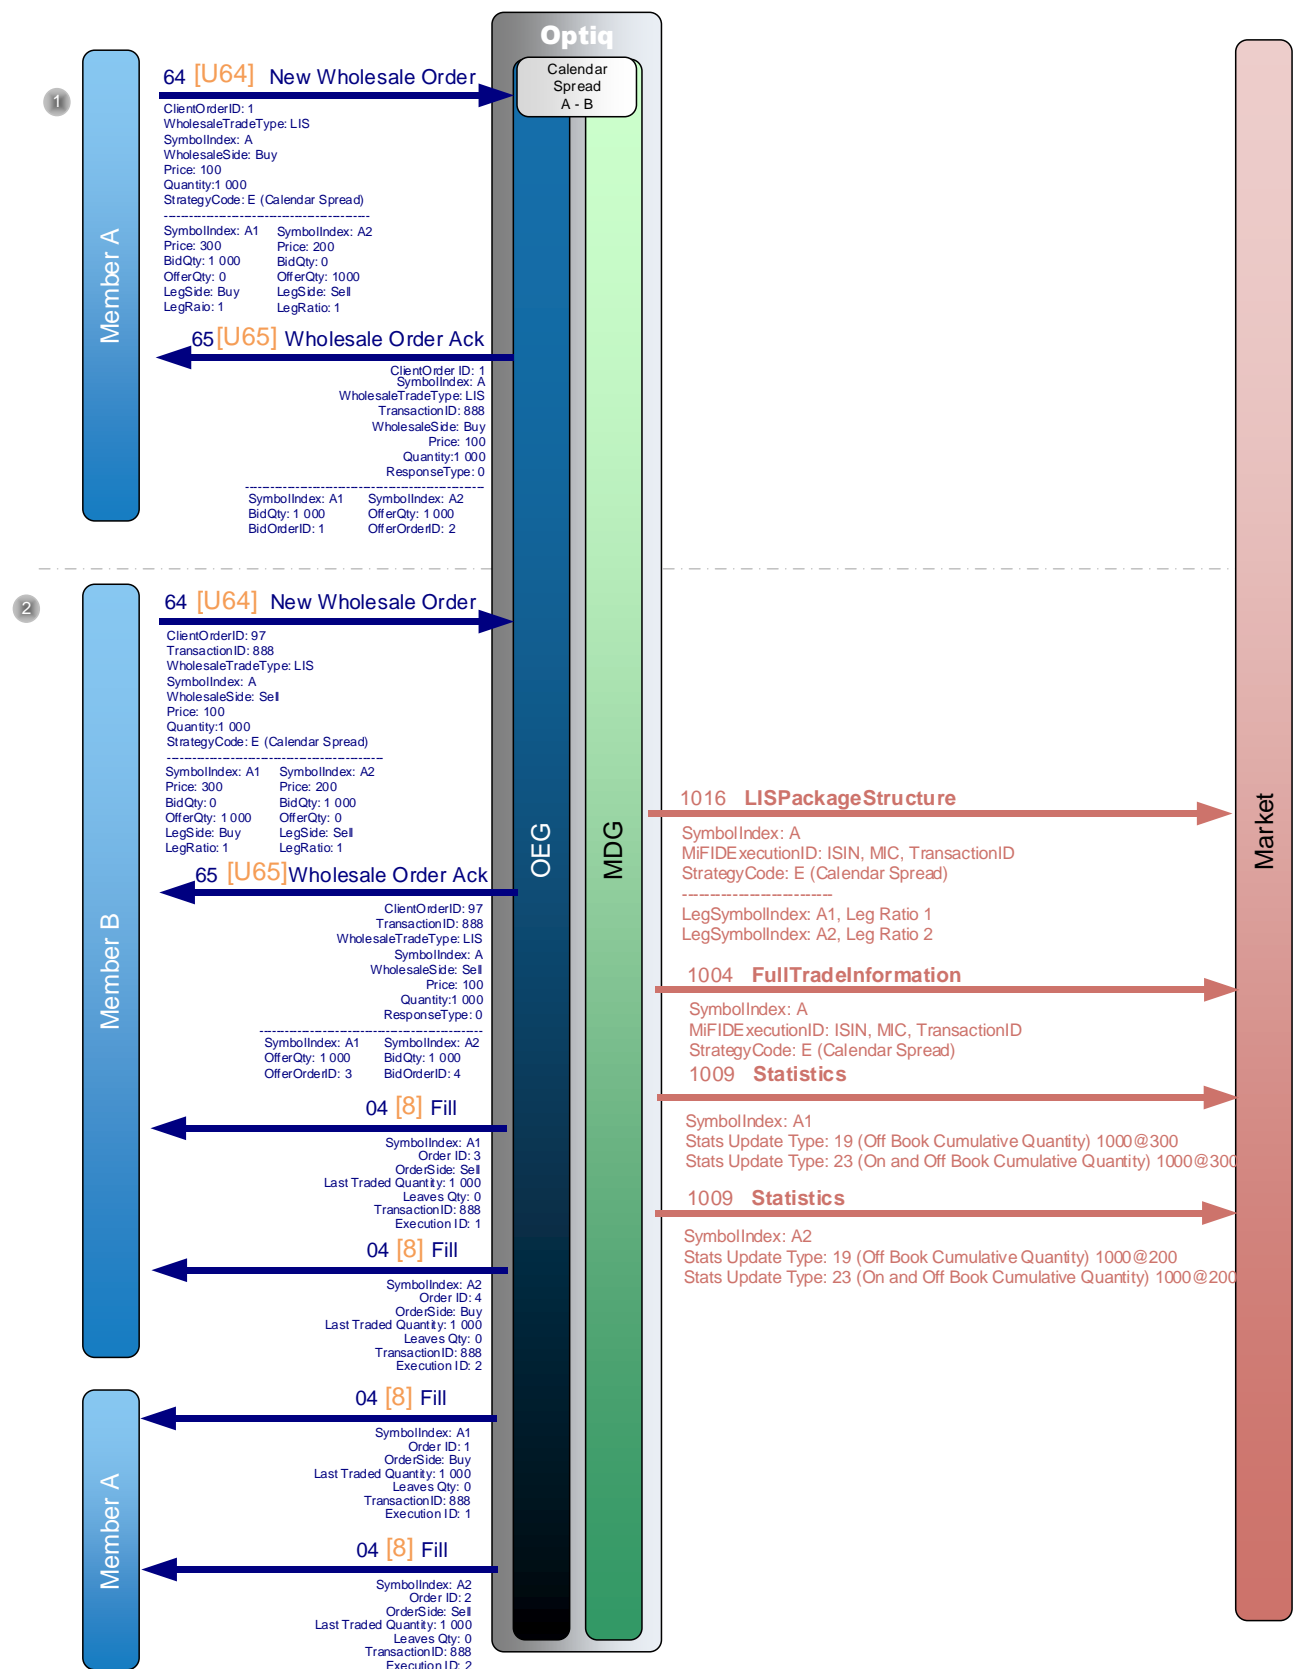 Optiq
Calendar
Spread
A - B
OEG
MDG
Market
1
Member A
64 [U64] New Wholesale Order
ClientOrderID: 1
WholesaleTradeType: LIS
SymbolIndex: A
WholesaleSide: Buy
Price: 100
Quantity:1 000
StrategyCode: E (Calendar Spread)
------------------------------------------------
SymbolIndex: A1 SymbolIndex: A2
Price: 300 Price: 200
BidQty: 1 000 BidQty: 0
OfferQty: 0 OfferQty: 1000
LegSide: Buy LegSide: Sell
LegRaio: 1 LegRatio: 1
65 [U65] Wholesale Order Ack
ClientOrder ID: 1
SymbolIndex: A
WholesaleTradeType: LIS
TransactionID: 888
WholesaleSide: Buy
Price: 100
Quantity:1 000
ResponseType: 0
------------------------------------------------
SymbolIndex: A1 SymbolIndex: A2
BidQty: 1 000 OfferQty: 1 000
BidOrderID: 1 OfferOrderID: 2
2
Member B
64 [U64] New Wholesale Order
ClientOrderID: 97
TransactionID: 888
WholesaleTradeType: LIS
SymbolIndex: A
WholesaleSide: Sell
Price: 100
Quantity:1 000
StrategyCode: E (Calendar Spread)
------------------------------------------------
SymbolIndex: A1 SymbolIndex: A2
Price: 300 Price: 200
BidQty: 0 BidQty: 1 000
OfferQty: 1 000 OfferQty: 0
LegSide: Buy LegSide: Sell
LegRatio: 1 LegRatio: 1
65 [U65] Wholesale Order Ack
ClientOrderID: 97
TransactionID: 888
WholesaleTradeType: LIS
SymbolIndex: A
WholesaleSide: Sell
Price: 100
Quantity:1 000
ResponseType: 0
------------------------------------------------
SymbolIndex: A1 SymbolIndex: A2
OfferQty: 1 000 BidQty: 1 000
OfferOrderID: 3 BidOrderID: 4
04 [8] Fill
SymbolIndex: A1
Order ID: 3
OrderSide: Sell
Last Traded Quantity: 1 000
Leaves Qty: 0
TransactionID: 888
Execution ID: 1
04 [8] Fill
SymbolIndex: A2
Order ID: 4
OrderSide: Buy
Last Traded Quantity: 1 000
Leaves Qty: 0
TransactionID: 888
Execution ID: 2
1016 LISPackageStructure
SymbolIndex: A
MiFIDExecutionID: ISIN, MIC, TransactionID
StrategyCode: E (Calendar Spread)
---------------------------
LegSymbolIndex: A1, Leg Ratio 1
LegSymbolIndex: A2, Leg Ratio 2
1004 FullTradeInformation
SymbolIndex: A
MiFIDExecutionID: ISIN, MIC, TransactionID
StrategyCode: E (Calendar Spread)
1009 Statistics
SymbolIndex: A1
Stats Update Type: 19 (Off Book Cumulative Quantity) 1000@300
Stats Update Type: 23 (On and Off Book Cumulative Quantity) 1000@300
1009 Statistics
SymbolIndex: A2
Stats Update Type: 19 (Off Book Cumulative Quantity) 1000@200
Stats Update Type: 23 (On and Off Book Cumulative Quantity) 1000@200
Member A
04 [8] Fill
SymbolIndex: A1
Order ID: 1
OrderSide: Buy
Last Traded Quantity: 1 000
Leaves Qty: 0
TransactionID: 888
Execution ID: 1
04 [8] Fill
SymbolIndex: A2
Order ID: 2
OrderSide: Sell
Last Traded Quantity: 1 000
Leaves Qty: 0
TransactionID: 888
Execution ID: 2